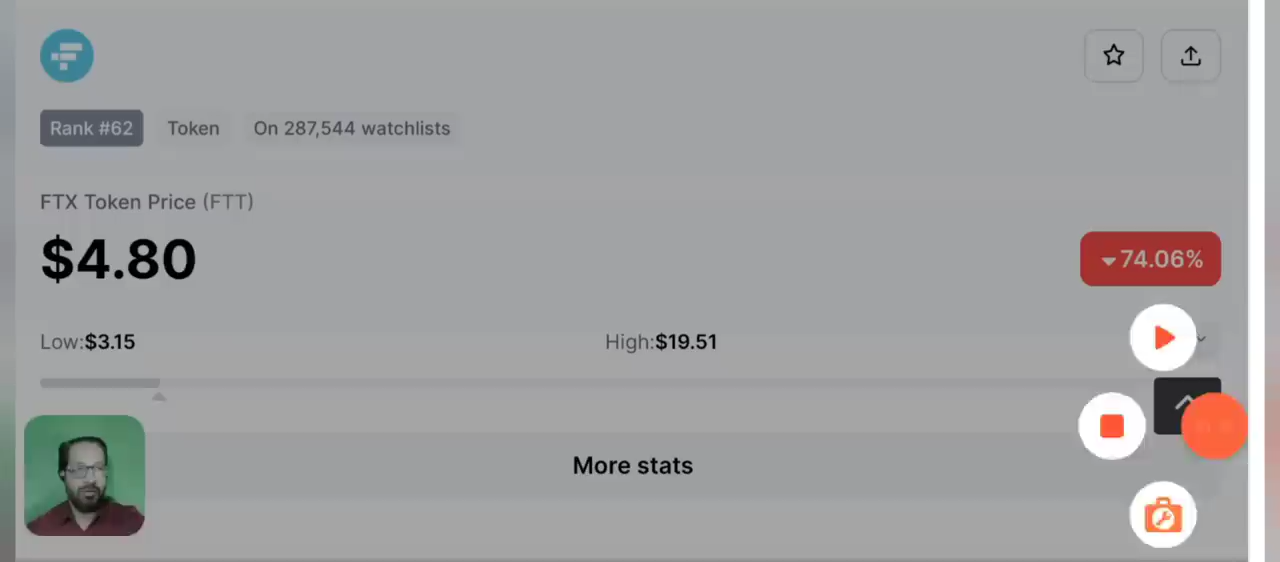 Rank #62 Token On 287,544 watchlists
FTX Token Price (FTT)
$4.80 74.06%
Low:$3.15 High:$19.51
More stats